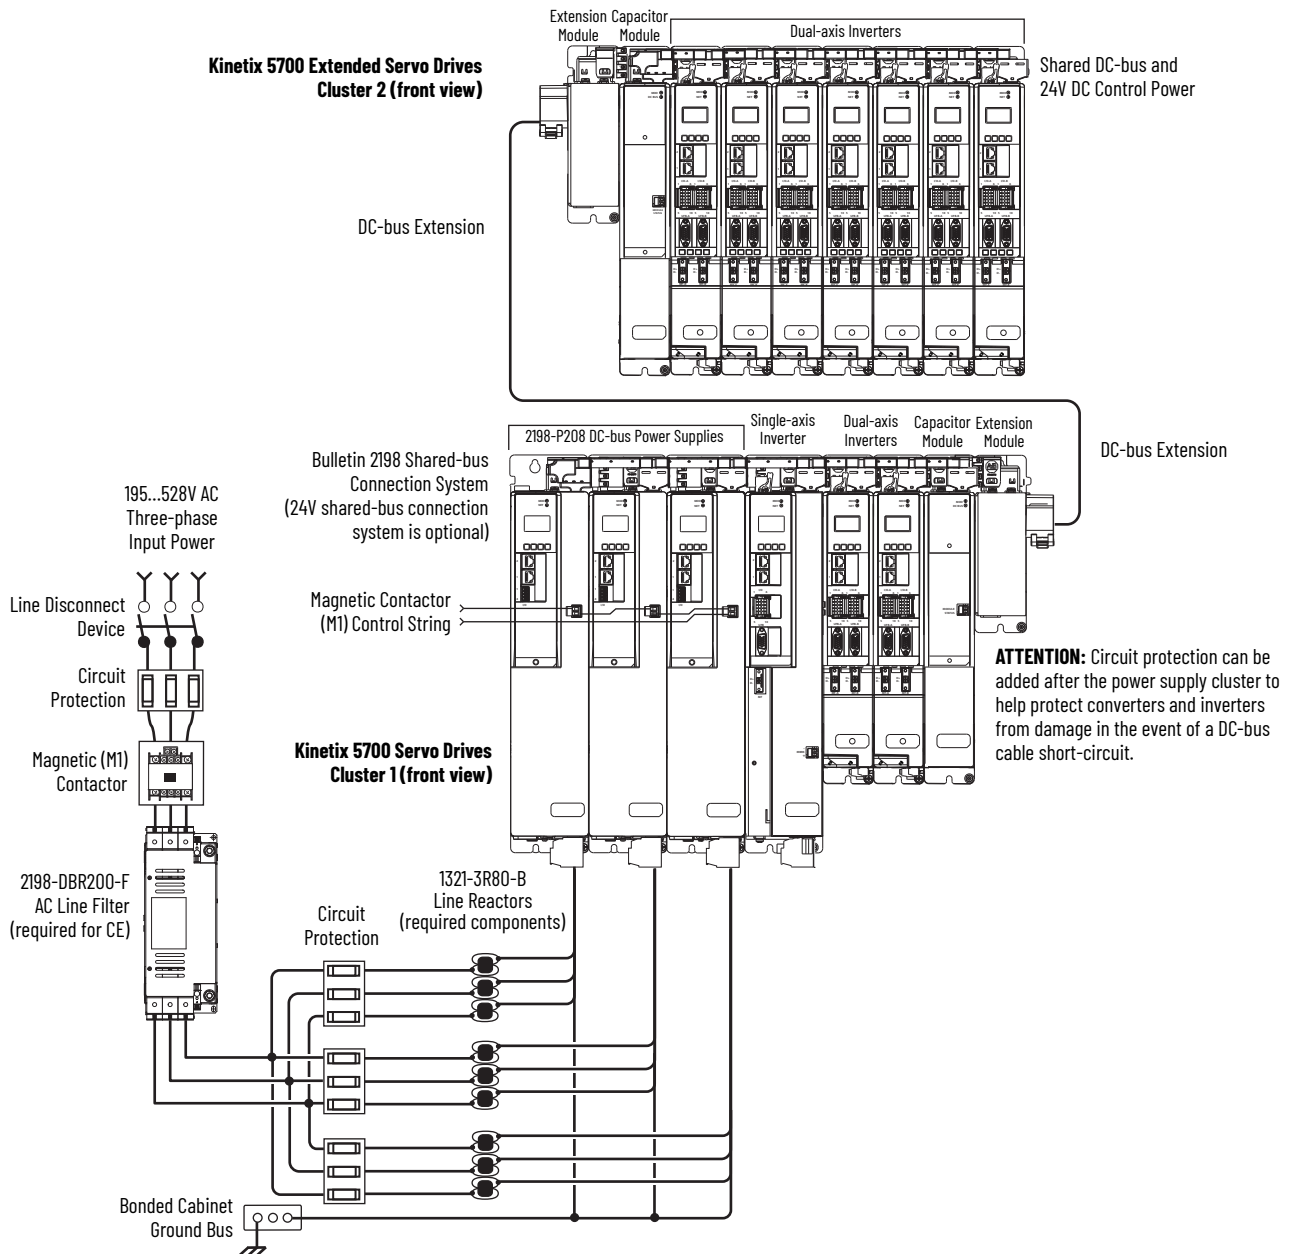 Extension Module
Capacitor Module
Dual-axis Inverters
Kinetix 5700 Extended Servo Drives
Cluster 2 (front view)
Shared DC-bus and
24V DC Control Power
DC-bus Extension
2198-P208 DC-bus Power Supplies
Single-axis
Inverter
Dual-axis
Inverters
Capacitor
Module
Extension
Module
DC-bus Extension
Bulletin 2198 Shared-bus
Connection System
(24V shared-bus connection
system is optional)
195...528V AC
Three-phase
Input Power
Line Disconnect
Device
Magnetic Contactor
(M1) Control String
Circuit
Protection
ATTENTION: Circuit protection can be
added after the power supply cluster to
help protect converters and inverters
from damage in the event of a DC-bus
cable short-circuit.
Magnetic (M1)
Contactor
Kinetix 5700 Servo Drives
Cluster 1 (front view)
2198-DBR200-F
AC Line Filter
(required for CE)
Circuit
Protection
1321-3R80-B
Line Reactors
(required components)
Bonded Cabinet
Ground Bus